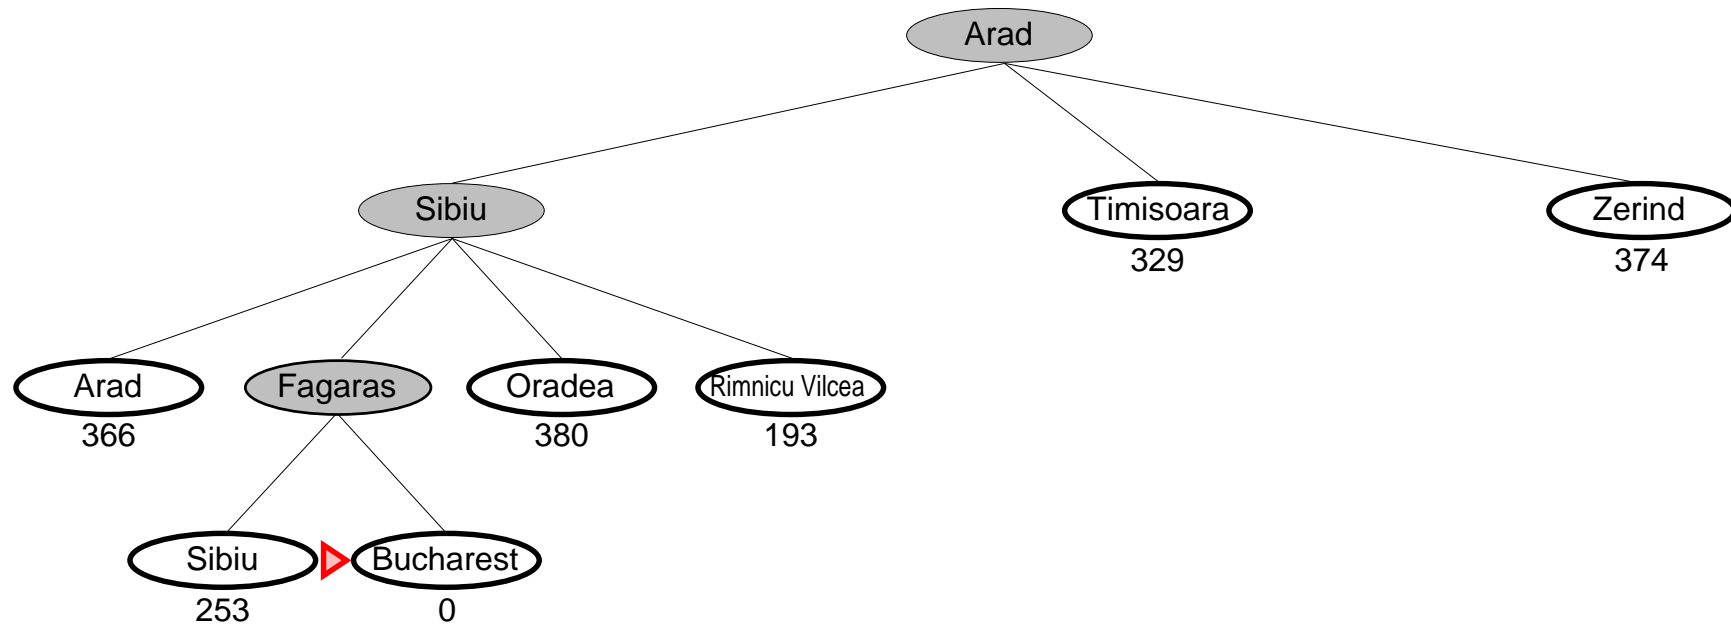 Arad
Sibiu
Timisoara
Zerind
329
374
Arad
Fagaras
Oradea
Rimnicu Vilcea
366
380
193
Sibiu
Bucharest
253
0